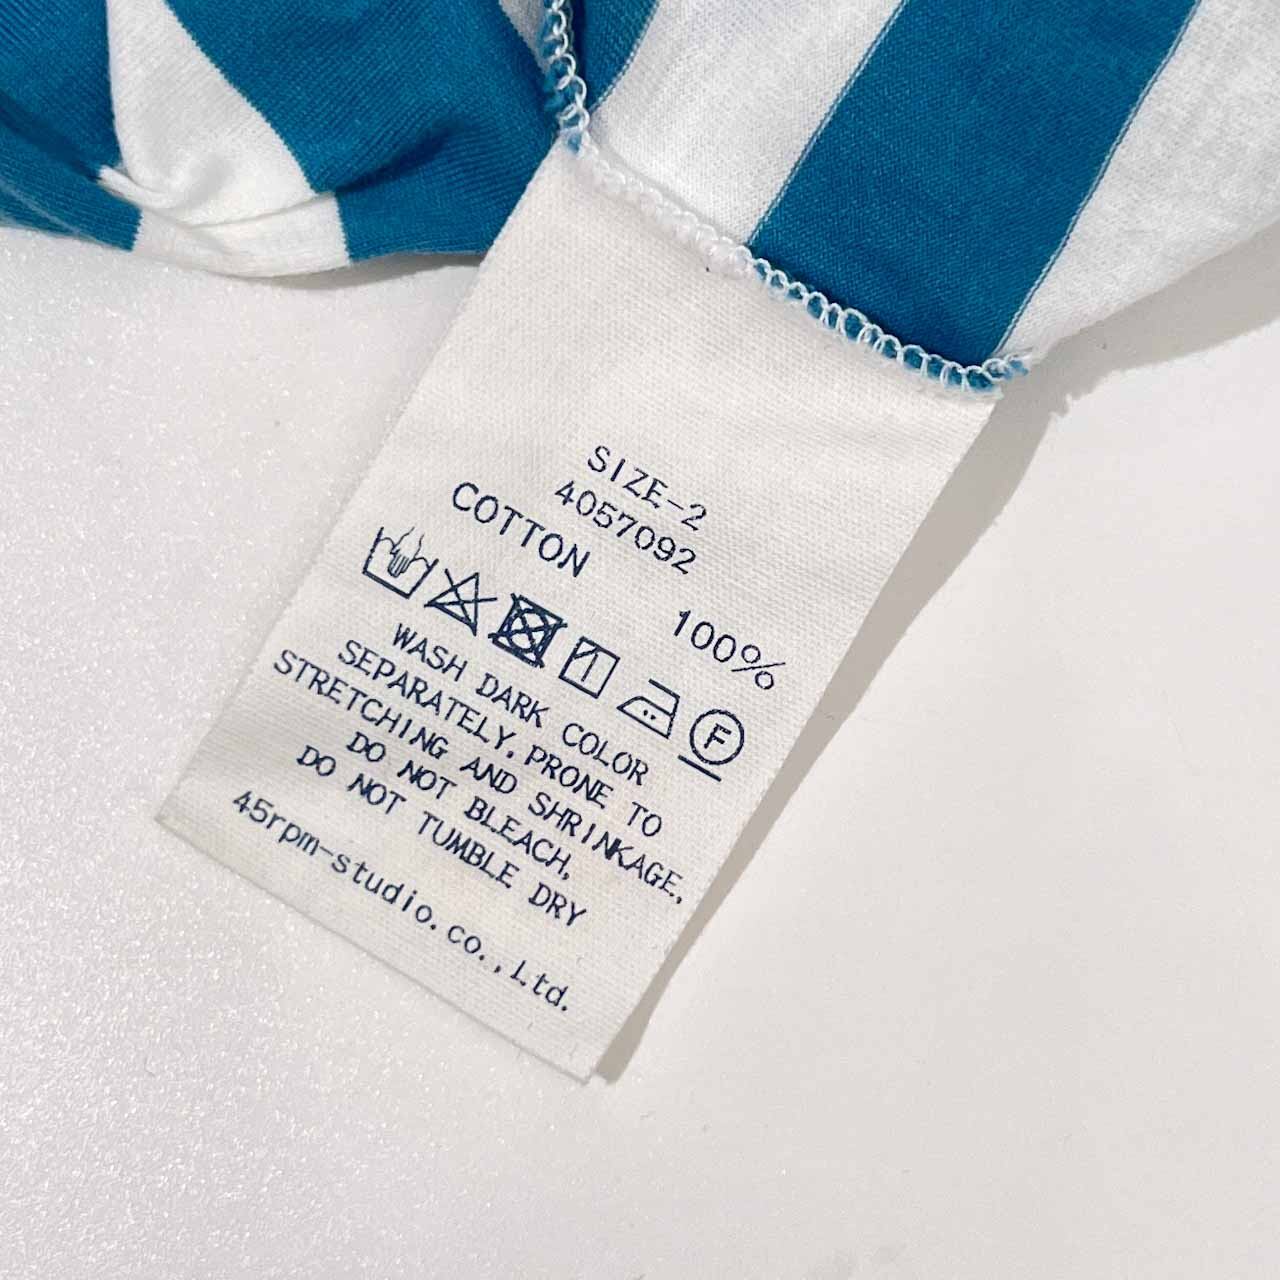 SIZE-2
4057092
COTTON 100%
F
WASH DARK COLOR
SEPARATELY. PRONE TO
STRETCHING AND SHRINKAGE.
DO NOT BLEACH,
DO NOT TUMBLE DRY
45rpm-studio.co.,Ltd.